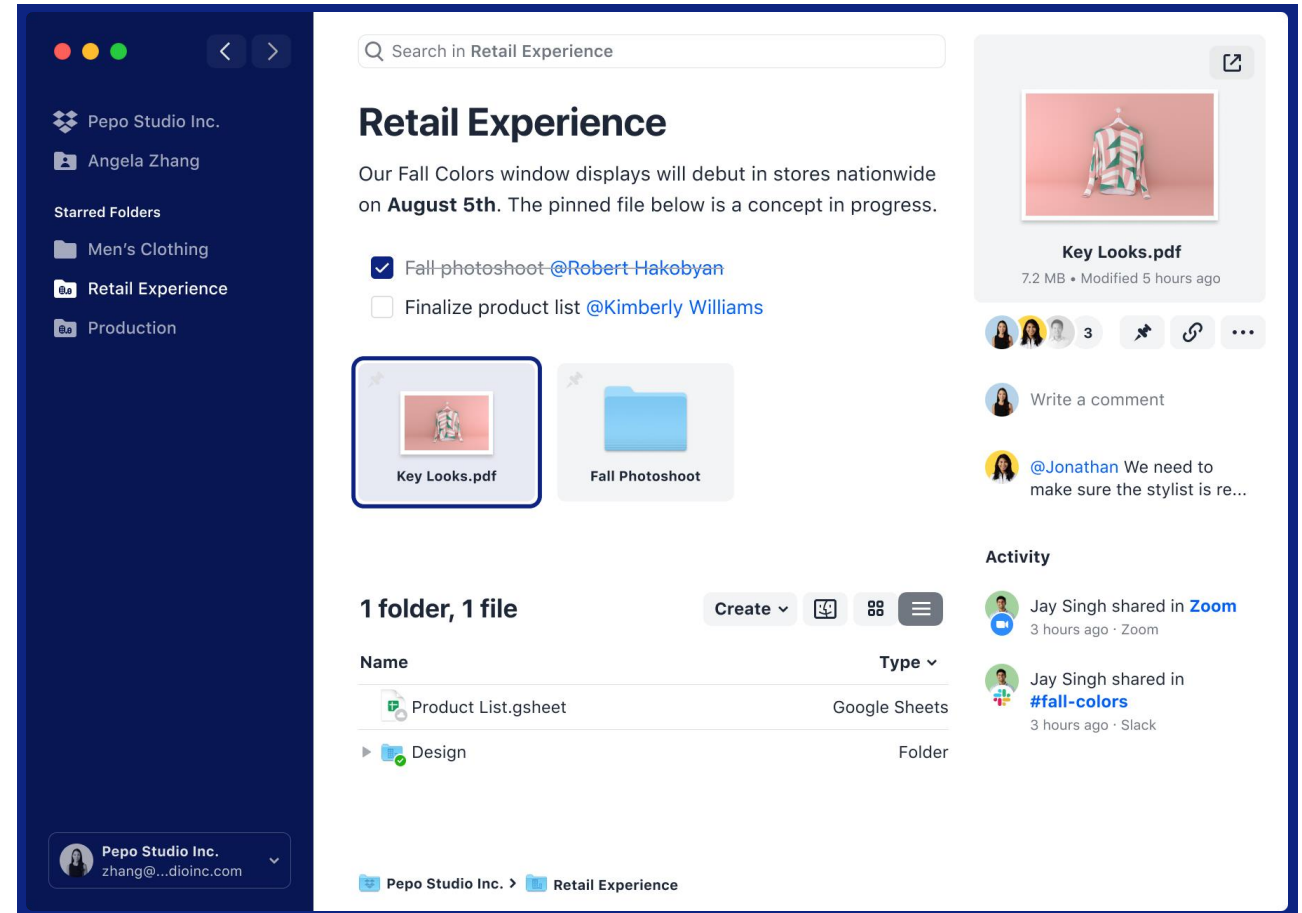 Pepo Studio Inc.
Angela Zhang
Starred Folders
Men’s Clothing
Retail Experience
Production
Pepo Studio Inc.
zhang@...dioinc.com
Search in Retail Experience
Retail Experience
Our Fall Colors window displays will debut in stores nationwide
on August 5th. The pinned file below is a concept in progress.
Fall photoshoot @Robert Hakobyan
Finalize product list @Kimberly Williams
Key Looks.pdf
Fall Photoshoot
1 folder, 1 file
Create
Name Type
Product List.gsheet Google Sheets
Design Folder
Pepo Studio Inc. > Retail Experience
Key Looks.pdf
7.2 MB • Modified 5 hours ago
3
Write a comment
@Jonathan We need to
make sure the stylist is re...
Activity
Jay Singh shared in Zoom
3 hours ago · Zoom
Jay Singh shared in
#fall-colors
3 hours ago · Slack